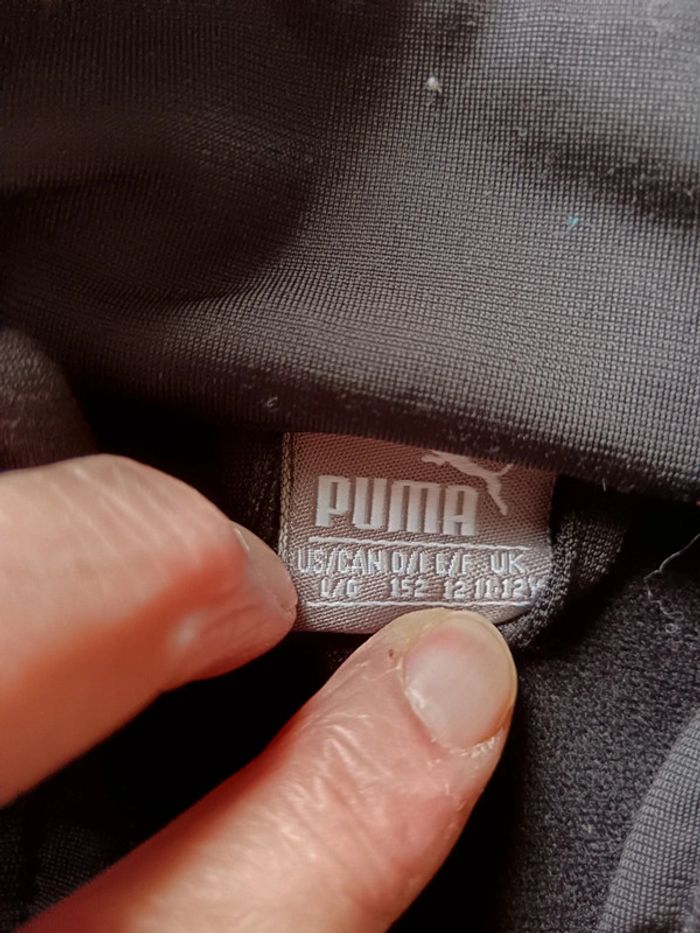 PUMA
US/CAN D/I E/F UK
L/G 152 12 11-12Y